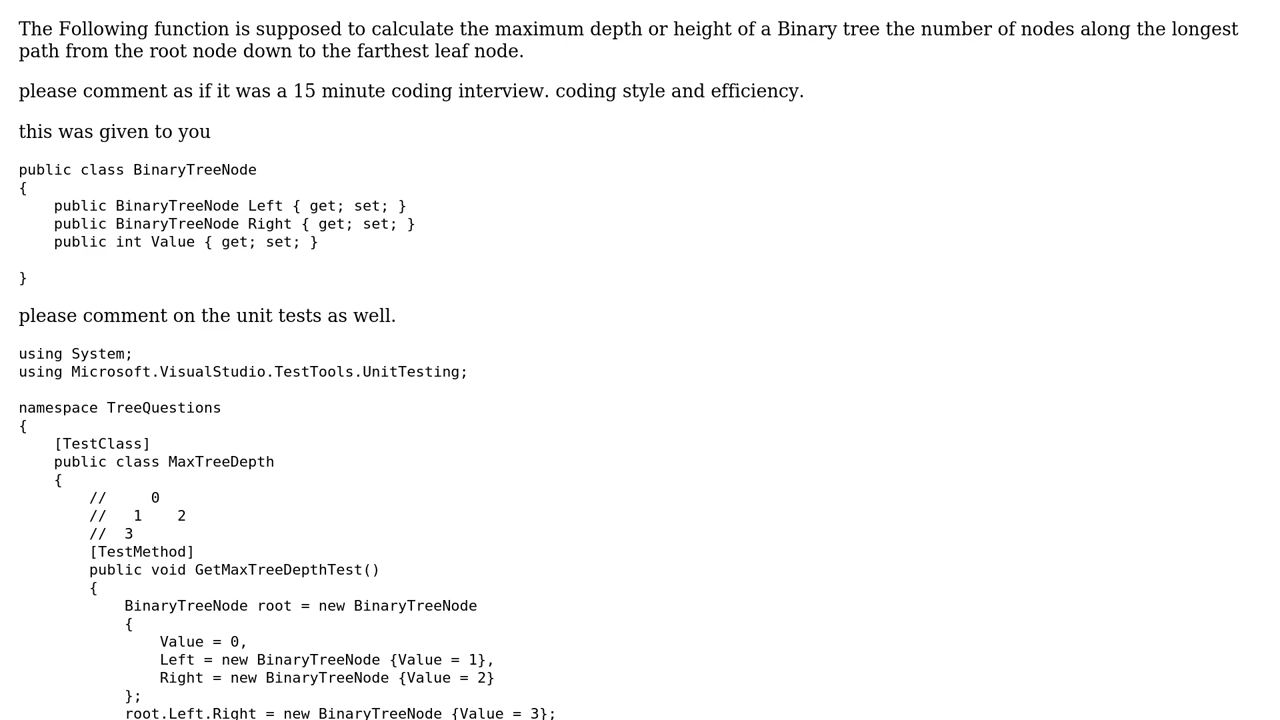 The Following function is supposed to calculate the maximum depth or height of a Binary tree the number of nodes along the longest
path from the root node down to the farthest leaf node.
please comment as if it was a 15 minute coding interview. coding style and efficiency.
this was given to you
public class BinaryTreeNode
{
    public BinaryTreeNode Left { get; set; }
    public BinaryTreeNode Right { get; set; }
    public int Value { get; set; }

}
please comment on the unit tests as well.
using System;
using Microsoft.VisualStudio.TestTools.UnitTesting;

namespace TreeQuestions
{
    [TestClass]
    public class MaxTreeDepth
    {
        //     0
        //   1    2
        //  3
        [TestMethod]
        public void GetMaxTreeDepthTest()
        {
            BinaryTreeNode root = new BinaryTreeNode
            {
                Value = 0,
                Left = new BinaryTreeNode {Value = 1},
                Right = new BinaryTreeNode {Value = 2}
            };
            root.Left.Right = new BinaryTreeNode {Value = 3};